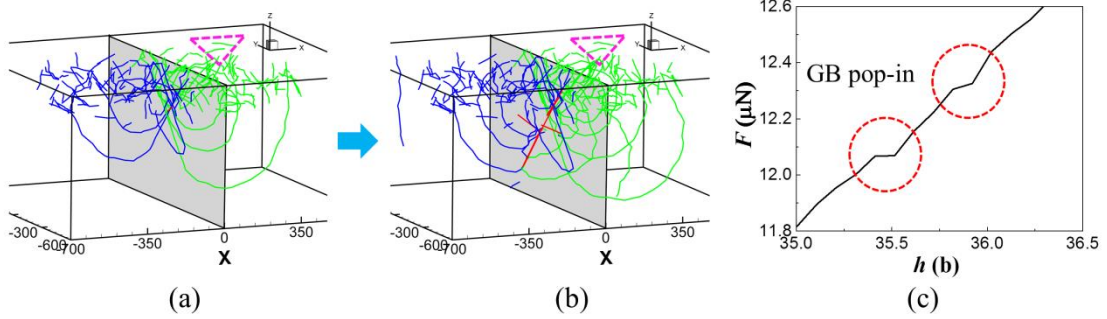 Z
Y
X
-300
-600
-700
-350
0
350
X
(a)
Z
Y
X
-300
-600
-700
-350
0
350
X
(b)
12.6
12.4
12.2
12.0
11.8
F (μN)
GB pop-in
35.0
35.5
36.0
36.5
h (b)
(c)